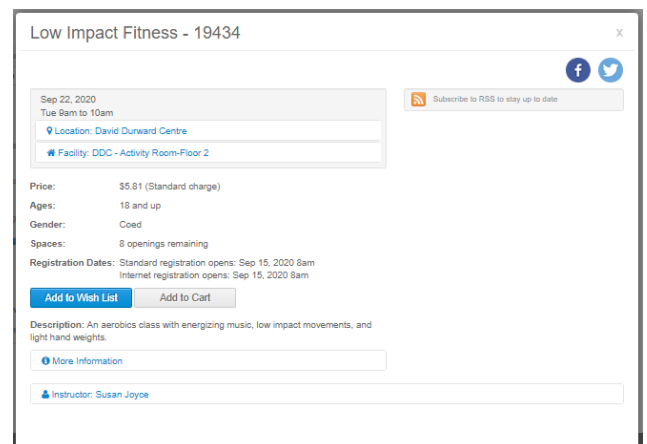 Low Impact Fitness - 19434
x
f
Sep 22, 2020
Tue 9am to 10am
Location: David Durward Centre
Facility: DDC - Activity Room-Floor 2
Subscribe to RSS to stay up to date
Price: $5.81 (Standard charge)
Ages: 18 and up
Gender: Coed
Spaces: 8 openings remaining
Registration Dates: Standard registration opens: Sep 15, 2020 8am
Internet registration opens: Sep 15, 2020 8am
Add to Wish List Add to Cart
Description: An aerobics class with energizing music, low impact movements, and
light hand weights.
More Information
Instructor: Susan Joyce